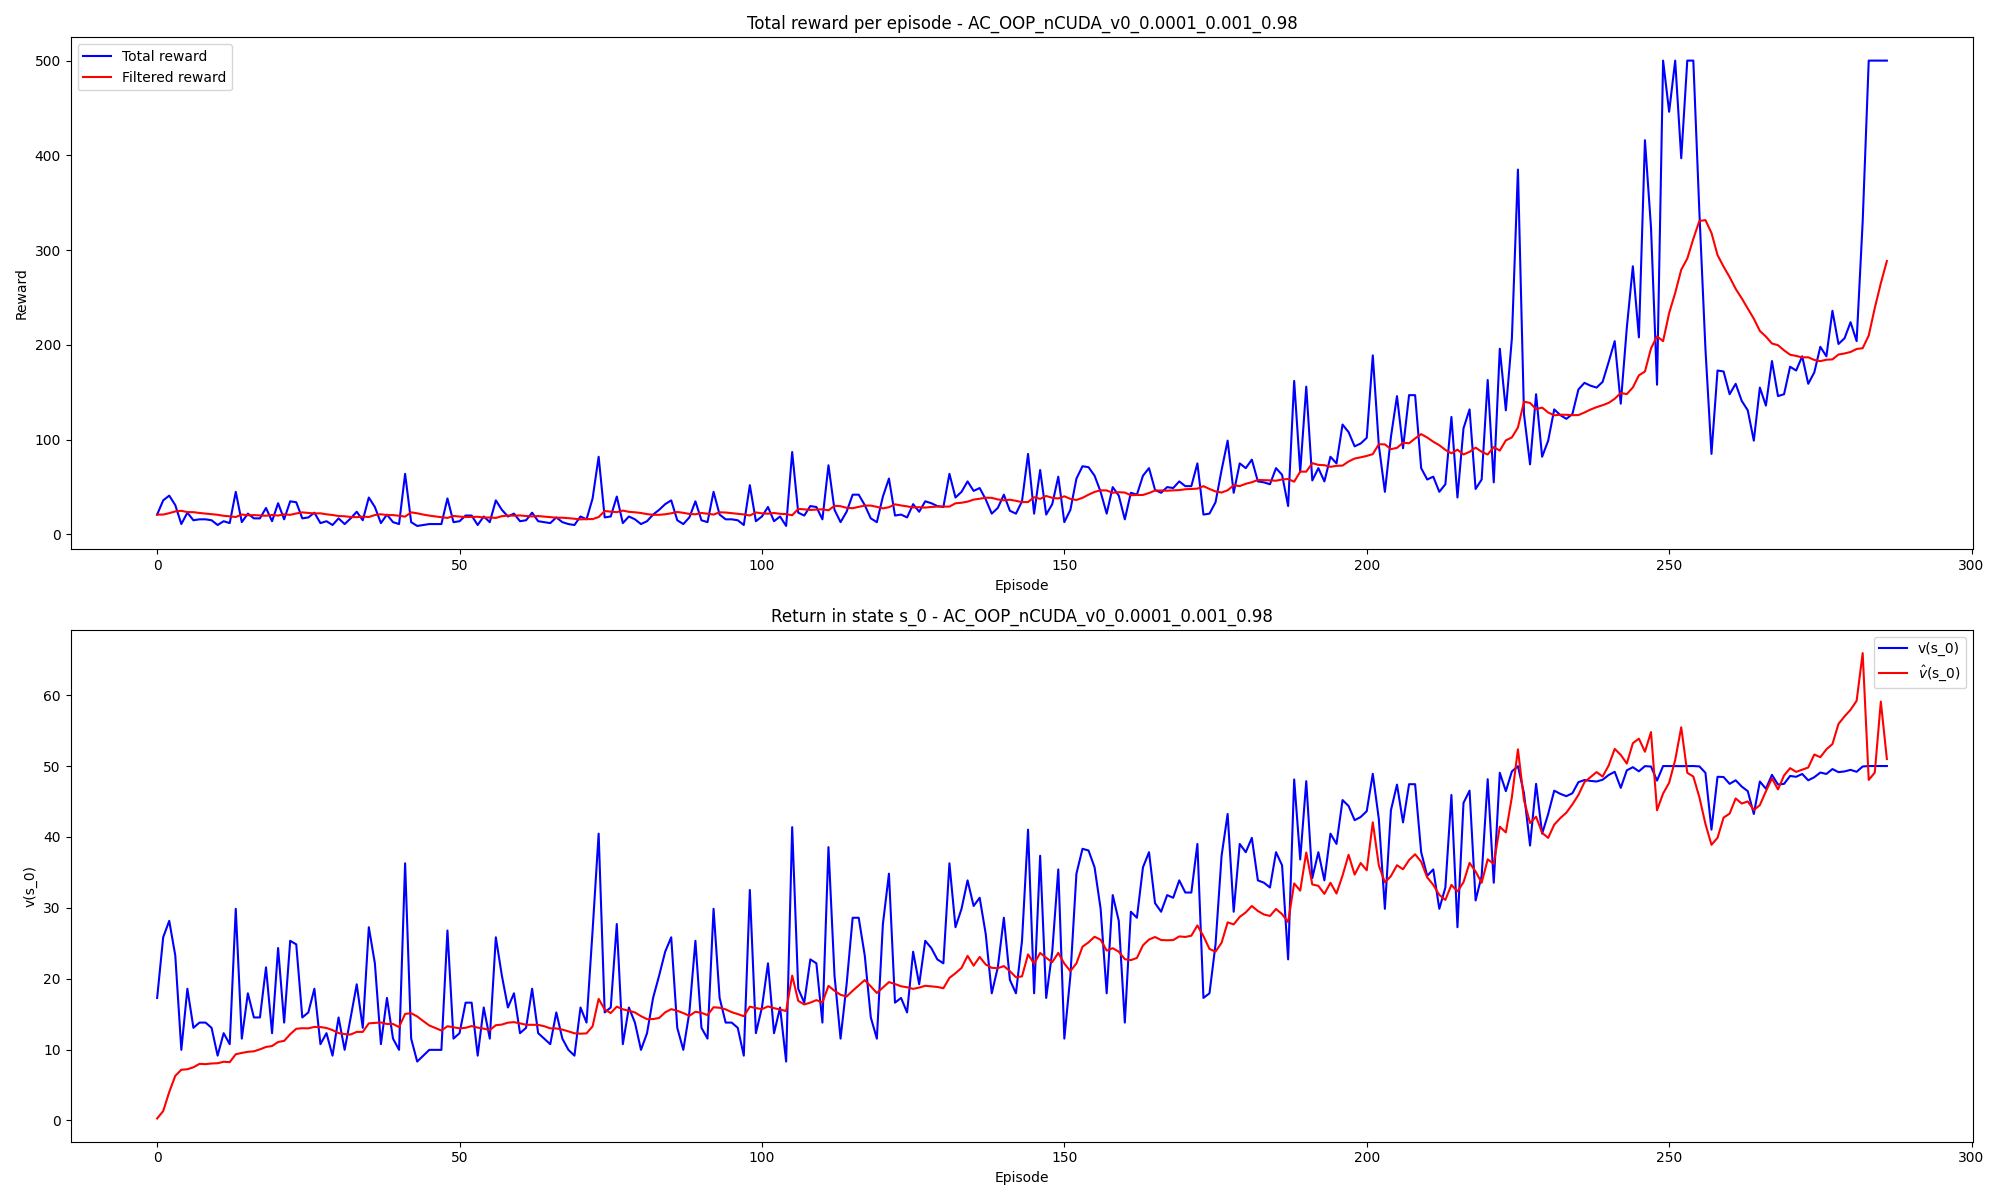 Total reward per episode - AC_OOP_nCUDA_v0_0.0001_0.001_0.98
Total reward
Filtered reward
Reward
500
400
300
200
100
0
0 50 100 150 200 250 300
Episode
Return in state s_0 - AC_OOP_nCUDA_v0_0.0001_0.001_0.98
v(s_0)
v̂(s_0)
v(s_0)
60
50
40
30
20
10
0
0 50 100 150 200 250 300
Episode